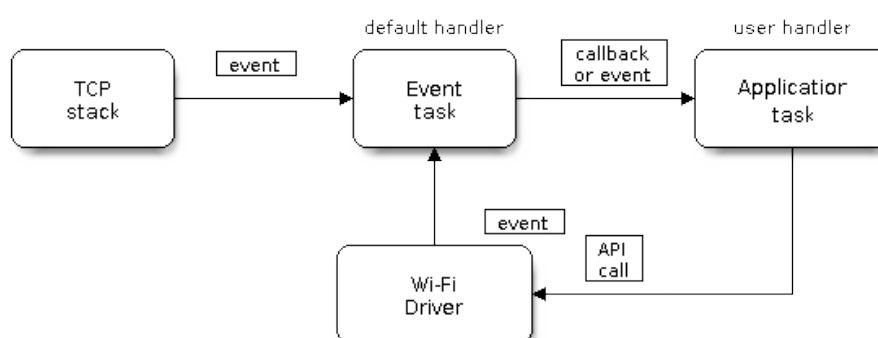 default handler
user handler
event
callback
or event
TCP
stack
Event
task
Application
task
event
API
call
Wi-Fi
Driver